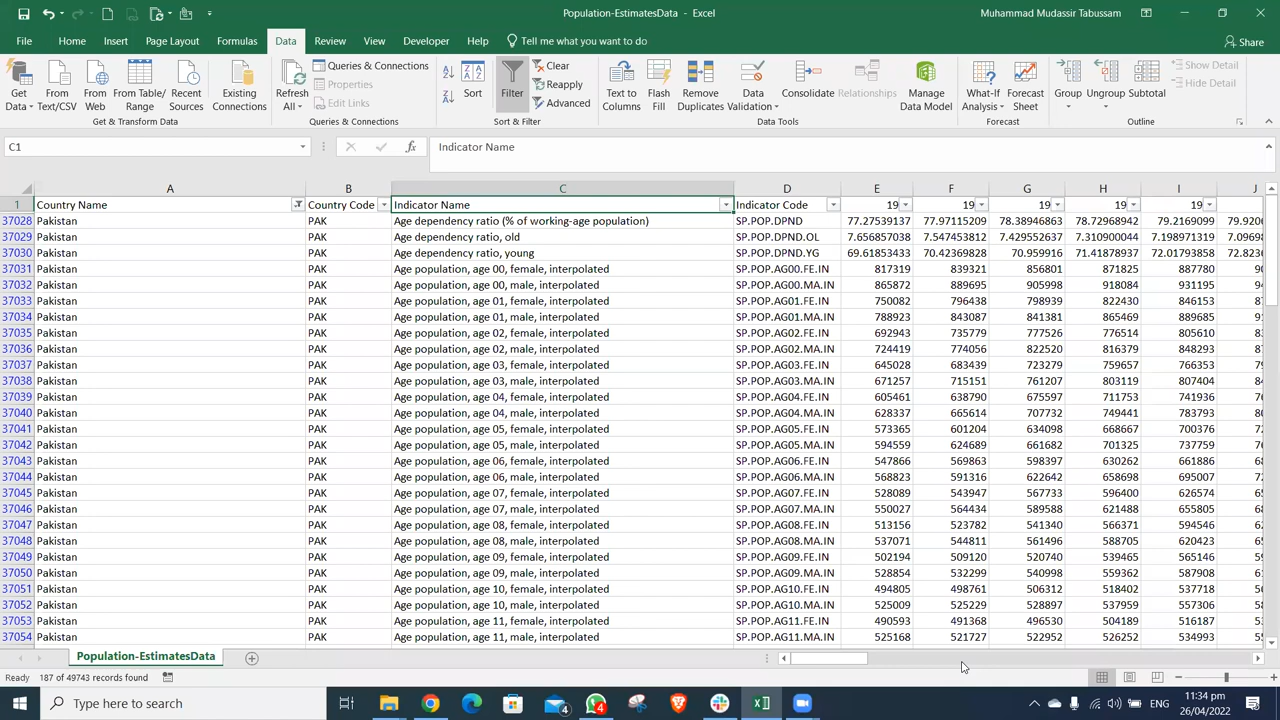 Population-EstimatesData - Excel
Muhammad Mudassir Tabussam
File Home Insert Page Layout Formulas Data Review View Developer Help Tell me what you want to do Share
Get Data From Text/CSV From Web From Table/Range Recent Sources Existing Connections
Get & Transform Data
Refresh All Queries & Connections Properties Edit Links
Queries & Connections
Sort Filter Clear Reapply Advanced
Sort & Filter
Text to Columns Flash Fill Remove Duplicates Data Validation Consolidate Relationships Manage Data Model
Data Tools
What-If Analysis Forecast Sheet
Forecast
Group Ungroup Subtotal Show Detail Hide Detail
Outline
C1 fx Indicator Name
A B C D E F G H I J
1 Country Name Country Code Indicator Name Indicator Code 19 19 19 19 19
37028 Pakistan PAK Age dependency ratio (% of working-age population) SP.POP.DPND 77.27539137 77.97115209 78.38946863 78.72968942 79.2169099 79.9206
37029 Pakistan PAK Age dependency ratio, old SP.POP.DPND.OL 7.656857038 7.547453812 7.429552637 7.310900044 7.198971319 7.0969
37030 Pakistan PAK Age dependency ratio, young SP.POP.DPND.YG 69.61853433 70.42369828 70.959916 71.41878937 72.01793858 72.823
37031 Pakistan PAK Age population, age 00, female, interpolated SP.POP.AG00.FE.IN 817319 839321 856801 871825 887780 90
37032 Pakistan PAK Age population, age 00, male, interpolated SP.POP.AG00.MA.IN 865872 889695 905998 918084 931195 94
37033 Pakistan PAK Age population, age 01, female, interpolated SP.POP.AG01.FE.IN 750082 796438 798939 822430 846153
37034 Pakistan PAK Age population, age 01, male, interpolated SP.POP.AG01.MA.IN 788923 843087 841381 865469 889685
37035 Pakistan PAK Age population, age 02, female, interpolated SP.POP.AG02.FE.IN 692943 735779 777526 776514 805610
37036 Pakistan PAK Age population, age 02, male, interpolated SP.POP.AG02.MA.IN 724419 774056 822520 816379 848293
37037 Pakistan PAK Age population, age 03, female, interpolated SP.POP.AG03.FE.IN 645028 683439 723279 759657 766353
37038 Pakistan PAK Age population, age 03, male, interpolated SP.POP.AG03.MA.IN 671257 715151 761207 803119 807404
37039 Pakistan PAK Age population, age 04, female, interpolated SP.POP.AG04.FE.IN 605461 638790 675597 711753 741936
37040 Pakistan PAK Age population, age 04, male, interpolated SP.POP.AG04.MA.IN 628337 665614 707732 749441 783793
37041 Pakistan PAK Age population, age 05, female, interpolated SP.POP.AG05.FE.IN 573365 601204 634098 668667 700379
37042 Pakistan PAK Age population, age 05, male, interpolated SP.POP.AG05.MA.IN 594559 624689 661682 701325 737759
37043 Pakistan PAK Age population, age 06, female, interpolated SP.POP.AG06.FE.IN 547866 569863 598397 630262 661886
37044 Pakistan PAK Age population, age 06, male, interpolated SP.POP.AG06.MA.IN 568823 591316 622642 658698 695007
37045 Pakistan PAK Age population, age 07, female, interpolated SP.POP.AG07.FE.IN 528089 543947 567733 596400 626574
37046 Pakistan PAK Age population, age 07, male, interpolated SP.POP.AG07.MA.IN 550027 564434 589588 621488 655808
37047 Pakistan PAK Age population, age 08, female, interpolated SP.POP.AG08.FE.IN 513156 523782 541340 566371 594546
37048 Pakistan PAK Age population, age 08, male, interpolated SP.POP.AG08.MA.IN 537071 544811 561496 588705 620423
37049 Pakistan PAK Age population, age 09, female, interpolated SP.POP.AG09.FE.IN 502194 509120 520740 539465 565146
37050 Pakistan PAK Age population, age 09, male, interpolated SP.POP.AG09.MA.IN 528854 532299 540998 559362 587908
37051 Pakistan PAK Age population, age 10, female, interpolated SP.POP.AG10.FE.IN 494805 498761 506312 518402 537718
37052 Pakistan PAK Age population, age 10, male, interpolated SP.POP.AG10.MA.IN 525009 525229 528897 537959 557306
37053 Pakistan PAK Age population, age 11, female, interpolated SP.POP.AG11.FE.IN 490593 491368 496530 504189 516187
37054 Pakistan PAK Age population, age 11, male, interpolated SP.POP.AG11.MA.IN 525168 521727 522952 526252 534993
Population-EstimatesData
Ready 187 of 49743 records found
Type here to search 4 4 ENG 11:34 pm
26/04/2022